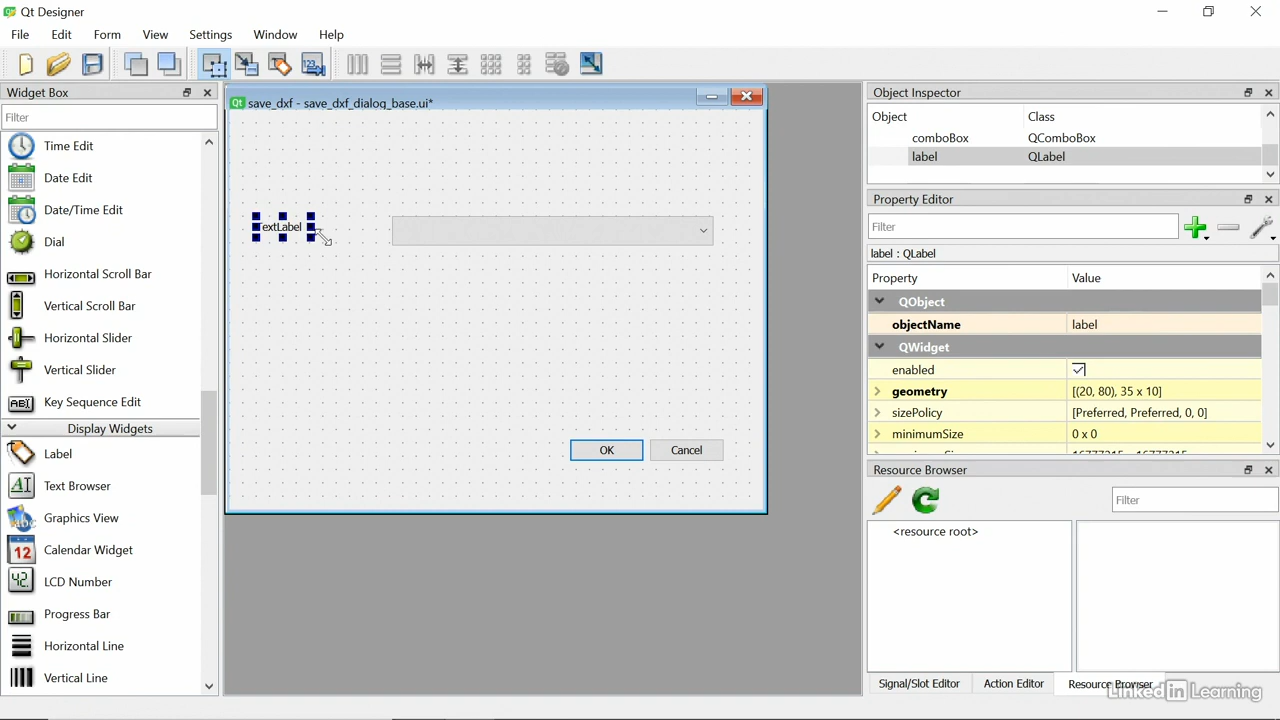 Qt Designer
File Edit Form View Settings Window Help
Widget Box
Filter
Time Edit
Date Edit
Date/Time Edit
Dial
Horizontal Scroll Bar
Vertical Scroll Bar
Horizontal Slider
Vertical Slider
Key Sequence Edit
Display Widgets
Label
Text Browser
Graphics View
Calendar Widget
LCD Number
Progress Bar
Horizontal Line
Vertical Line
Qt save_dxf - save_dxf_dialog_base.ui*
TextLabel
OK Cancel
Object Inspector
Object Class
comboBox QComboBox
label QLabel
Property Editor
Filter
label : QLabel
Property Value
QObject
objectName label
QWidget
enabled
geometry [(20, 80), 35 x 10]
sizePolicy [Preferred, Preferred, 0, 0]
minimumSize 0 x 0
Resource Browser
Filter
<resource root>
Signal/Slot Editor Action Editor Resource Browser
LinkedIn Learning